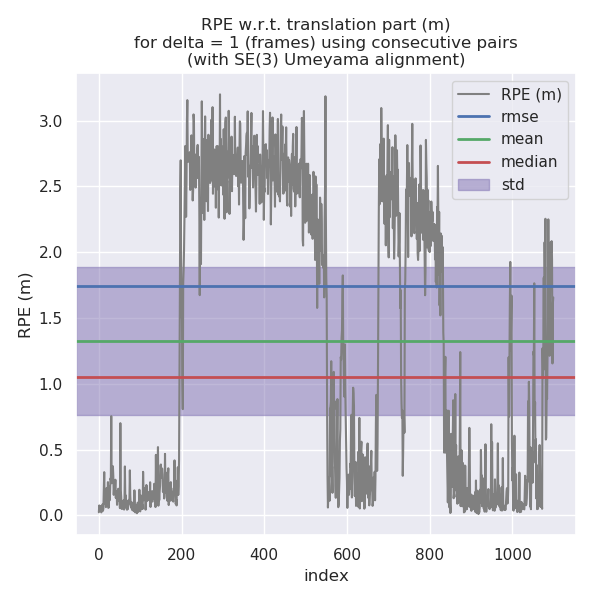 RPE w.r.t. translation part (m)
for delta = 1 (frames) using consecutive pairs
(with SE(3) Umeyama alignment)
RPE (m)
rmse
mean
median
std
3.0
2.5
2.0
1.5
1.0
0.5
0.0
RPE (m)
0
200
400
600
800
1000
index